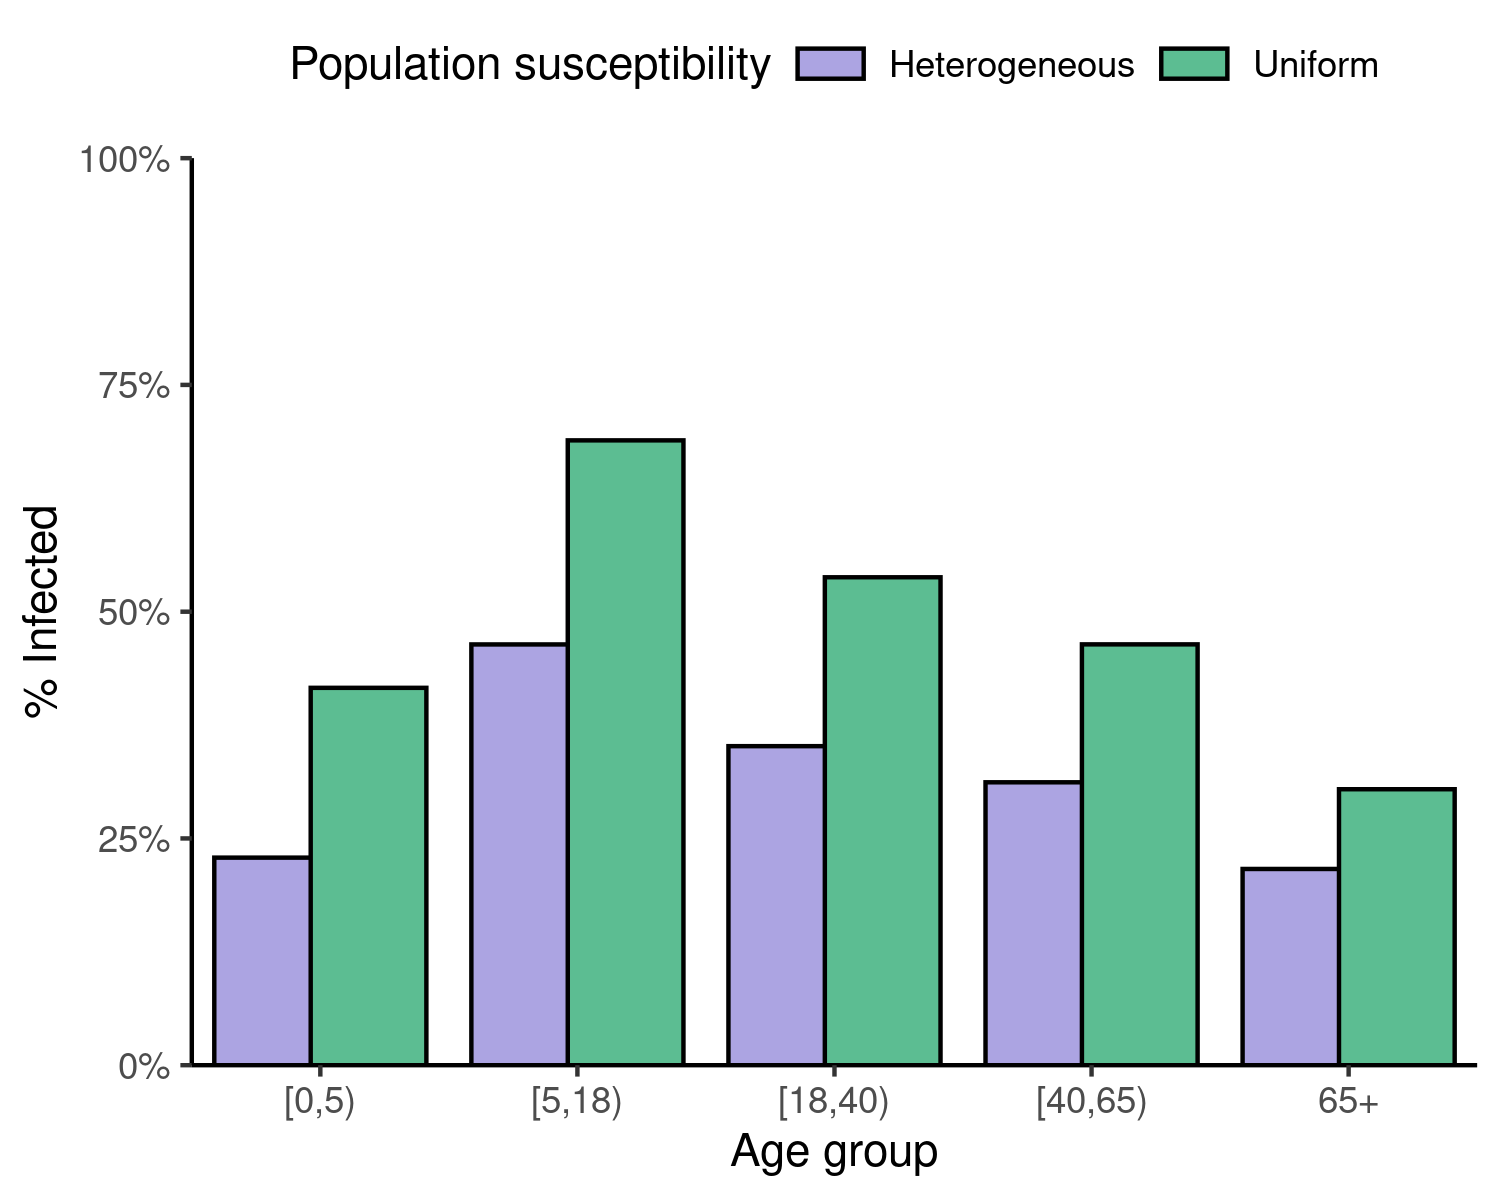 Population susceptibility Heterogeneous Uniform
100%
75%
50%
25%
0%
% Infected
[0,5) [5,18) [18,40) [40,65) 65+
Age group